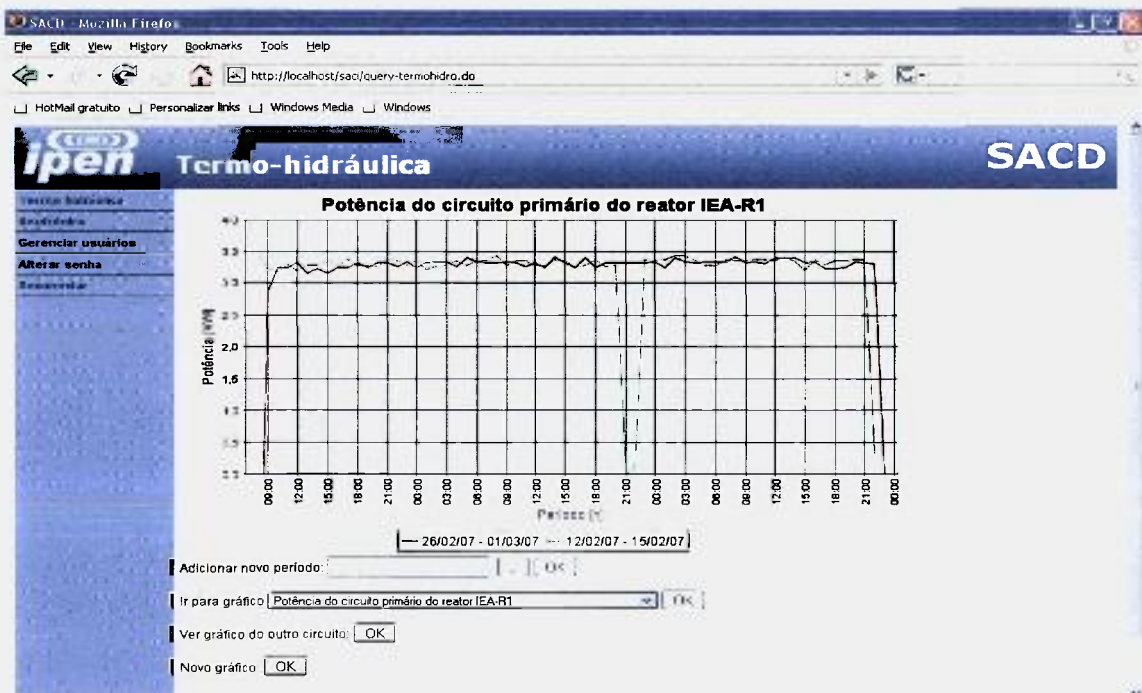 SACD - Mozilla Firefox
File Edit View History Bookmarks Tools Help
http://localhost/saci/query-termohidro.do
HotMail gratuito Personalizar links Windows Media Windows
ipen Termo-hidráulica SACD
Gerenciar usuários
Alterar senha
Potência do circuito primário do reator IEA-R1
Potência
2,0
1,5
09:00 12:00 15:00 18:00 21:00 00:00 03:00 06:00 09:00 12:00 15:00 18:00 21:00 00:00 03:00 06:00 09:00 12:00 15:00 18:00 21:00 00:00
26/02/07 - 01/03/07 12/02/07 - 15/02/07
Adicionar novo período: ... OK
Ir para gráfico Potência do circuito primário do reator IEA-R1 OK
Ver gráfico do outro circuito: OK
Novo gráfico OK